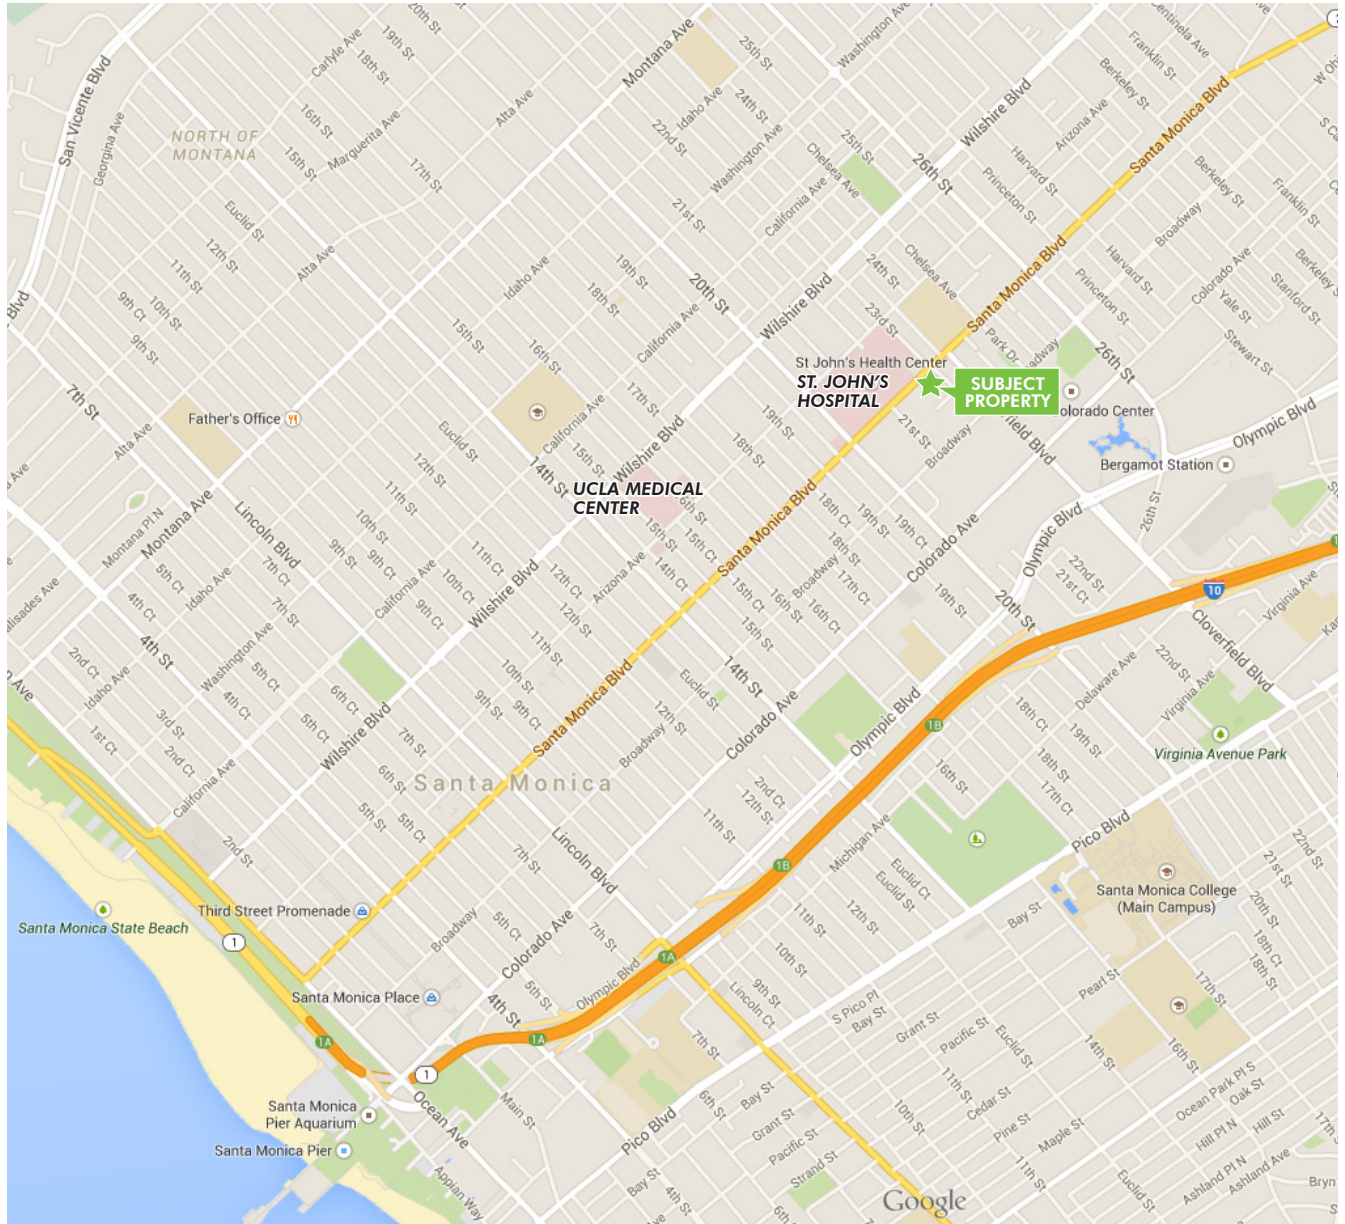 20th St
Carlyle Ave
19th St
18th St
Montana Ave
25th St
Washington Ave
Centinela Ave
Franklin St
Berkeley St
San Vicente Blvd
Georgina Ave
NORTH OF
MONTANA
16th St
15th St
Marguerita Ave
17th St
Alta Ave
22nd St
Idaho Ave
24th St
Washington Ave
25th St
Chelsea Ave
California Ave
26th St
Wilshire Blvd
Arizona Ave
Harvard St
Princeton St
Santa Monica Blvd
Berkeley St
Franklin St
Broadway
Euclid St
12th St
11th St
Alta Ave
10th St
9th Ct
9th St
21st St
20th St
Idaho Ave
19th St
18th St
California Ave
Wilshire Blvd
24th St
Chelsea Ave
23rd St
Santa Monica Blvd
Harvard St
Princeton St
Colorado Ave
Yale St
Stanford St
Berkeley S
Stewart St
Blvd
15th St
16th St
17th St
Park Dr
26th St
St John's Health Center
ST. JOHN'S
HOSPITAL
SUBJECT
PROPERTY
7th St
Alta Ave
Father's Office
Euclid St
California Ave
15th St
14th St
Wilshire Blvd
18th St
19th St
21st St
Broadway
olorado Center
Olympic Blvd
Bergamot Station
26th St
UCLA MEDICAL
CENTER
15th St
15th Ct
14th Ct
Montana Ave
Montana Pl N
Lincoln Blvd
12th St
11th St
10th St
9th Ct
9th St
11th Ct
10th Ct
9th Ct
Santa Monica Blvd
18th Ct
19th St
19th Ct
18th St
17th Ct
Colorado Ave
Olympic Blvd
10
Virginia Ave
5th Ct
4th Ct
4th St
Idaho Ave
7th Ct
7th St
California Ave
Wilshire Blvd
12th Ct
12th St
Arizona Ave
15th Ct
16th St
Broadway
16th Ct
15th St
19th St
20th St
22nd St
21st Ct
Cloverfield Blvd
2nd Ct
Idaho Ave
Washington Ave
5th Ct
4th Ct
11th St
10th St
9th Ct
9th St
Euclid St
14th St
Delaware Ave
22nd St
Virginia Ave
3rd St
1st Ct
2nd Ct
California Ave
6th Ct
5th Ct
Wilshire Blvd
7th St
6th St
Santa Monica Blvd
12th St
Broadway
Colorado Ave
Olympic Blvd
1B
18th Ct
19th St
18th St
17th Ct
16th St
Virginia Avenue Park
Santa Monica
5th St
5th Ct
2nd St
2nd Ct
12th St
11th St
Michigan Ave
Pico Blvd
7th St
Lincoln Blvd
1B
Euclid Ct
Euclid St
22nd St
21st St
Santa Monica College
(Main Campus)
Third Street Promenade
Santa Monica State Beach
1
Broadway
5th Ct
Colorado Ave
7th St
11th St
12th St
Bay St
20th St
18th Ct
18th St
1A
10th St
9th St
Lincoln Ct
Pearl St
17th St
Santa Monica Place
4th St
5th St
Olympic Blvd
S Pico Pl
Bay St
Grant St
Pacific St
Euclid St
14th St
16th St
1A
1A
7th St
1
Ocean Ave
Main St
Santa Monica
Pier Aquarium
Santa Monica Pier
Pico Blvd
6th St
Bay St
Grant St
Pacific St
Strand St
10th St
11th Ct
Cedar St
Pine St
Maple St
11th St
Ocean Park Pl S
Oak St
Hill Pl N
Hill St
17th St
Ashland Pl N
Ashland Ave
Euclid St
Bryn
Appian Way
Bay St
4th St
6th St
Google